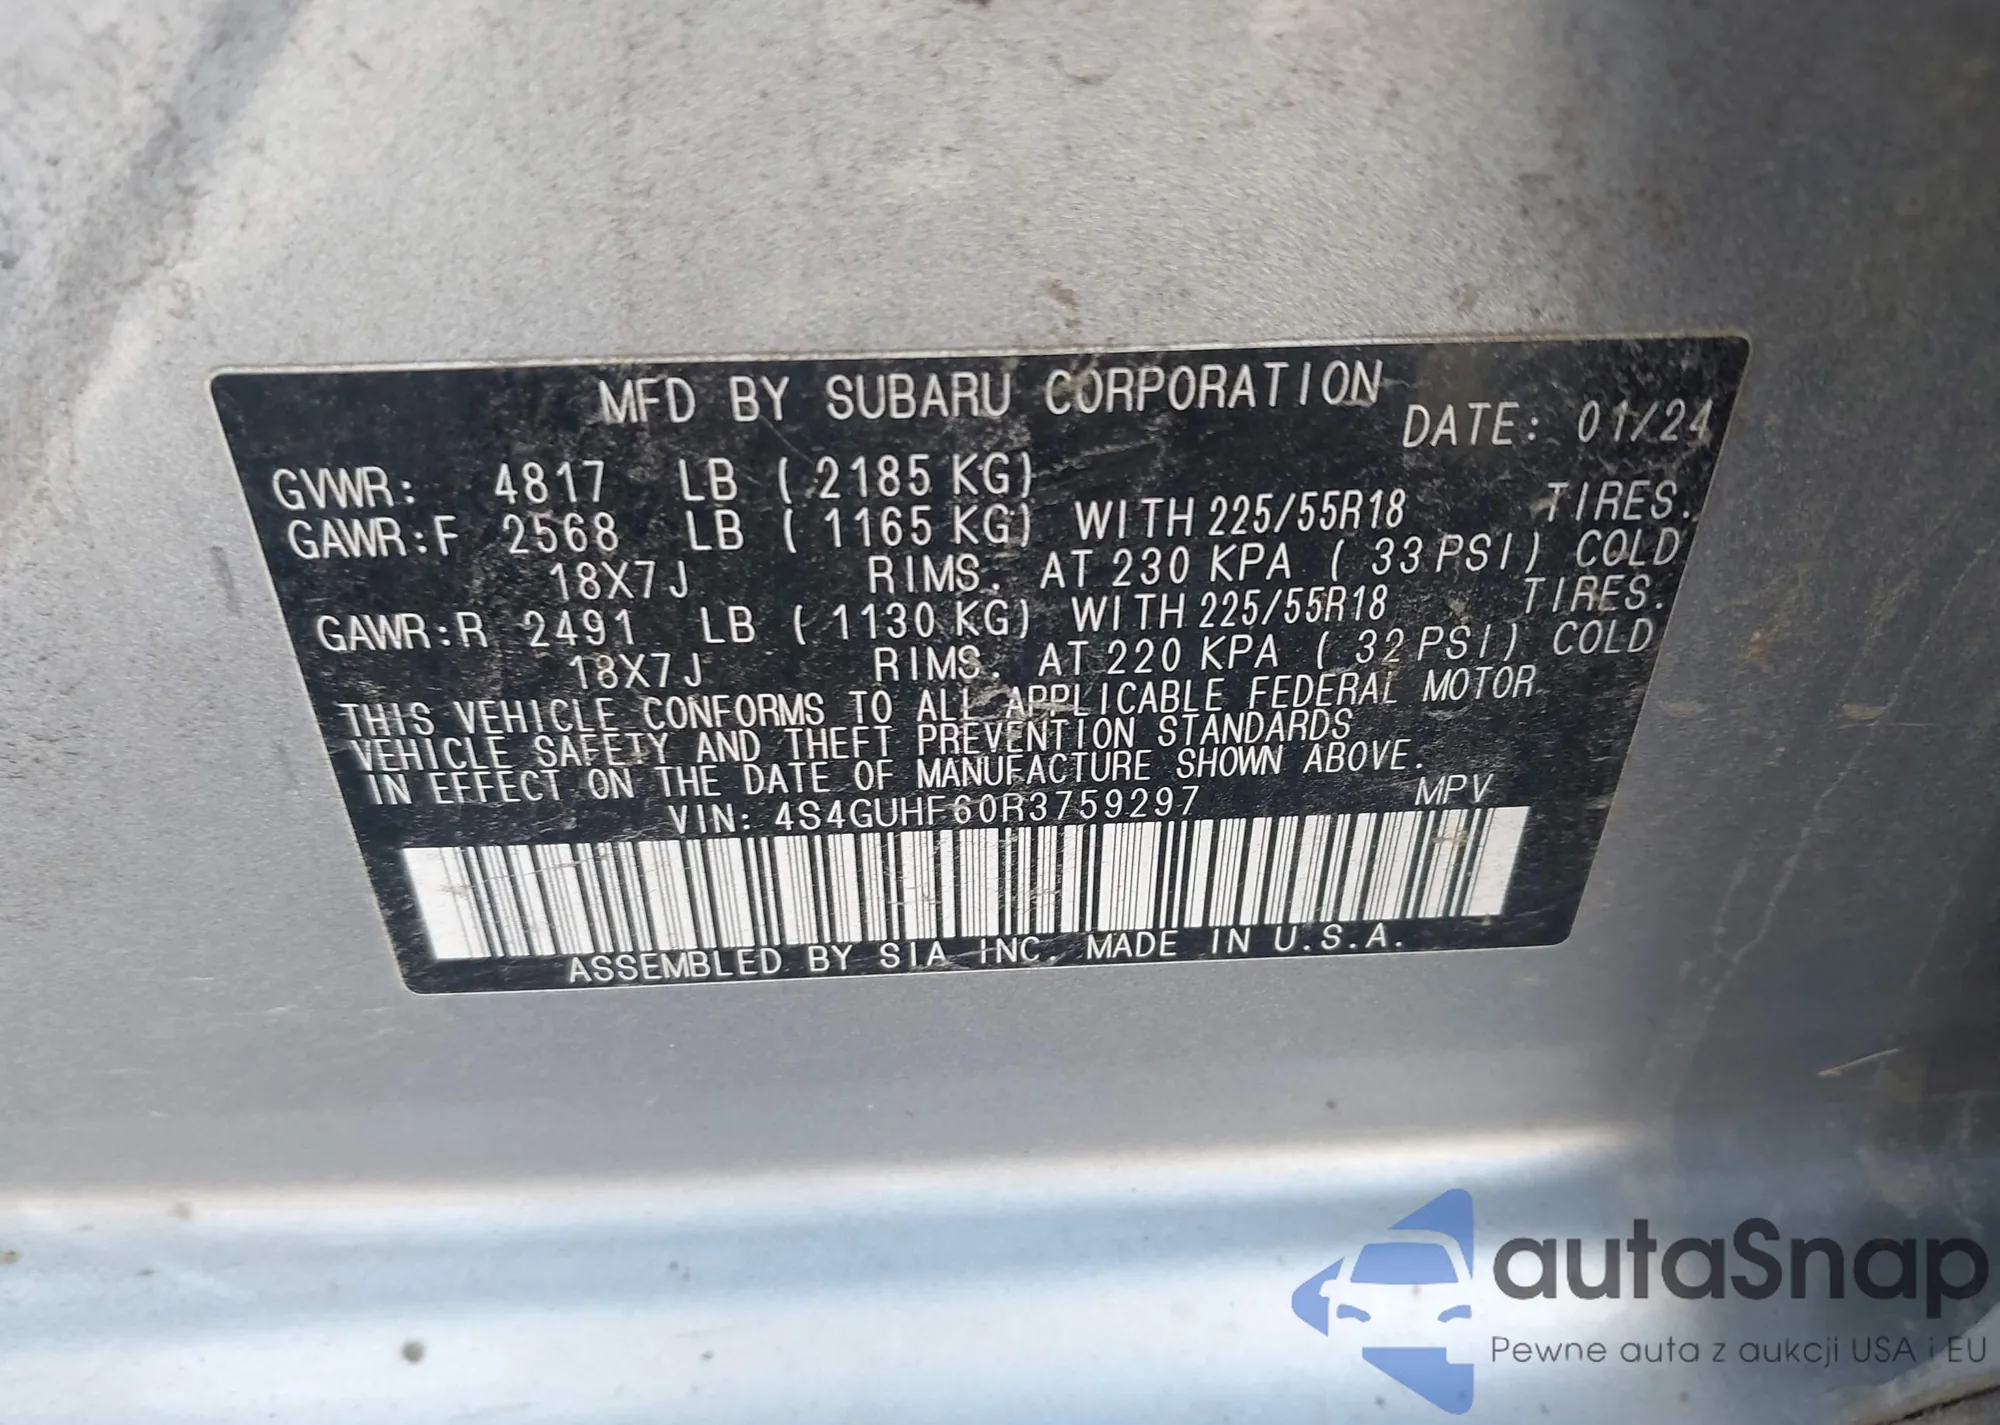 MFD BY SUBARU CORPORATION
DATE: 01/24
GVWR: 4817 LB ( 2185 KG)
GAWR:F 2568 LB ( 1165 KG) WITH 225/55R18 TIRES.
18X7J RIMS. AT 230 KPA ( 33 PSI) COLD
GAWR:R 2491 LB ( 1130 KG) WITH 225/55R18 TIRES.
18X7J RIMS. AT 220 KPA ( 32 PSI) COLD
THIS VEHICLE CONFORMS TO ALL APPLICABLE FEDERAL MOTOR
VEHICLE SAFETY AND THEFT PREVENTION STANDARDS
IN EFFECT ON THE DATE OF MANUFACTURE SHOWN ABOVE.
VIN: 4S4GUHF60R3759297 MPV
ASSEMBLED BY SIA INC. MADE IN U.S.A.
autaSnap
Pewne auta z aukcji USA i EU